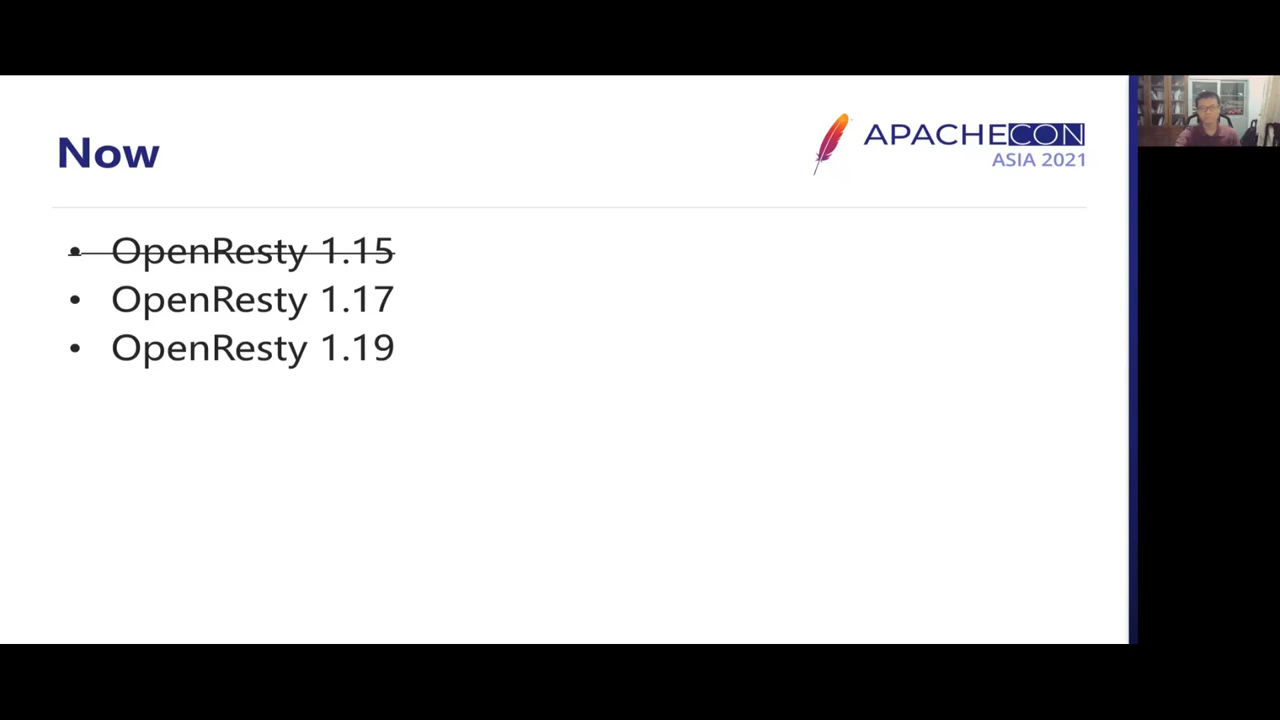 Now
APACHECON
ASIA 2021
• OpenResty 1.15
• OpenResty 1.17
• OpenResty 1.19